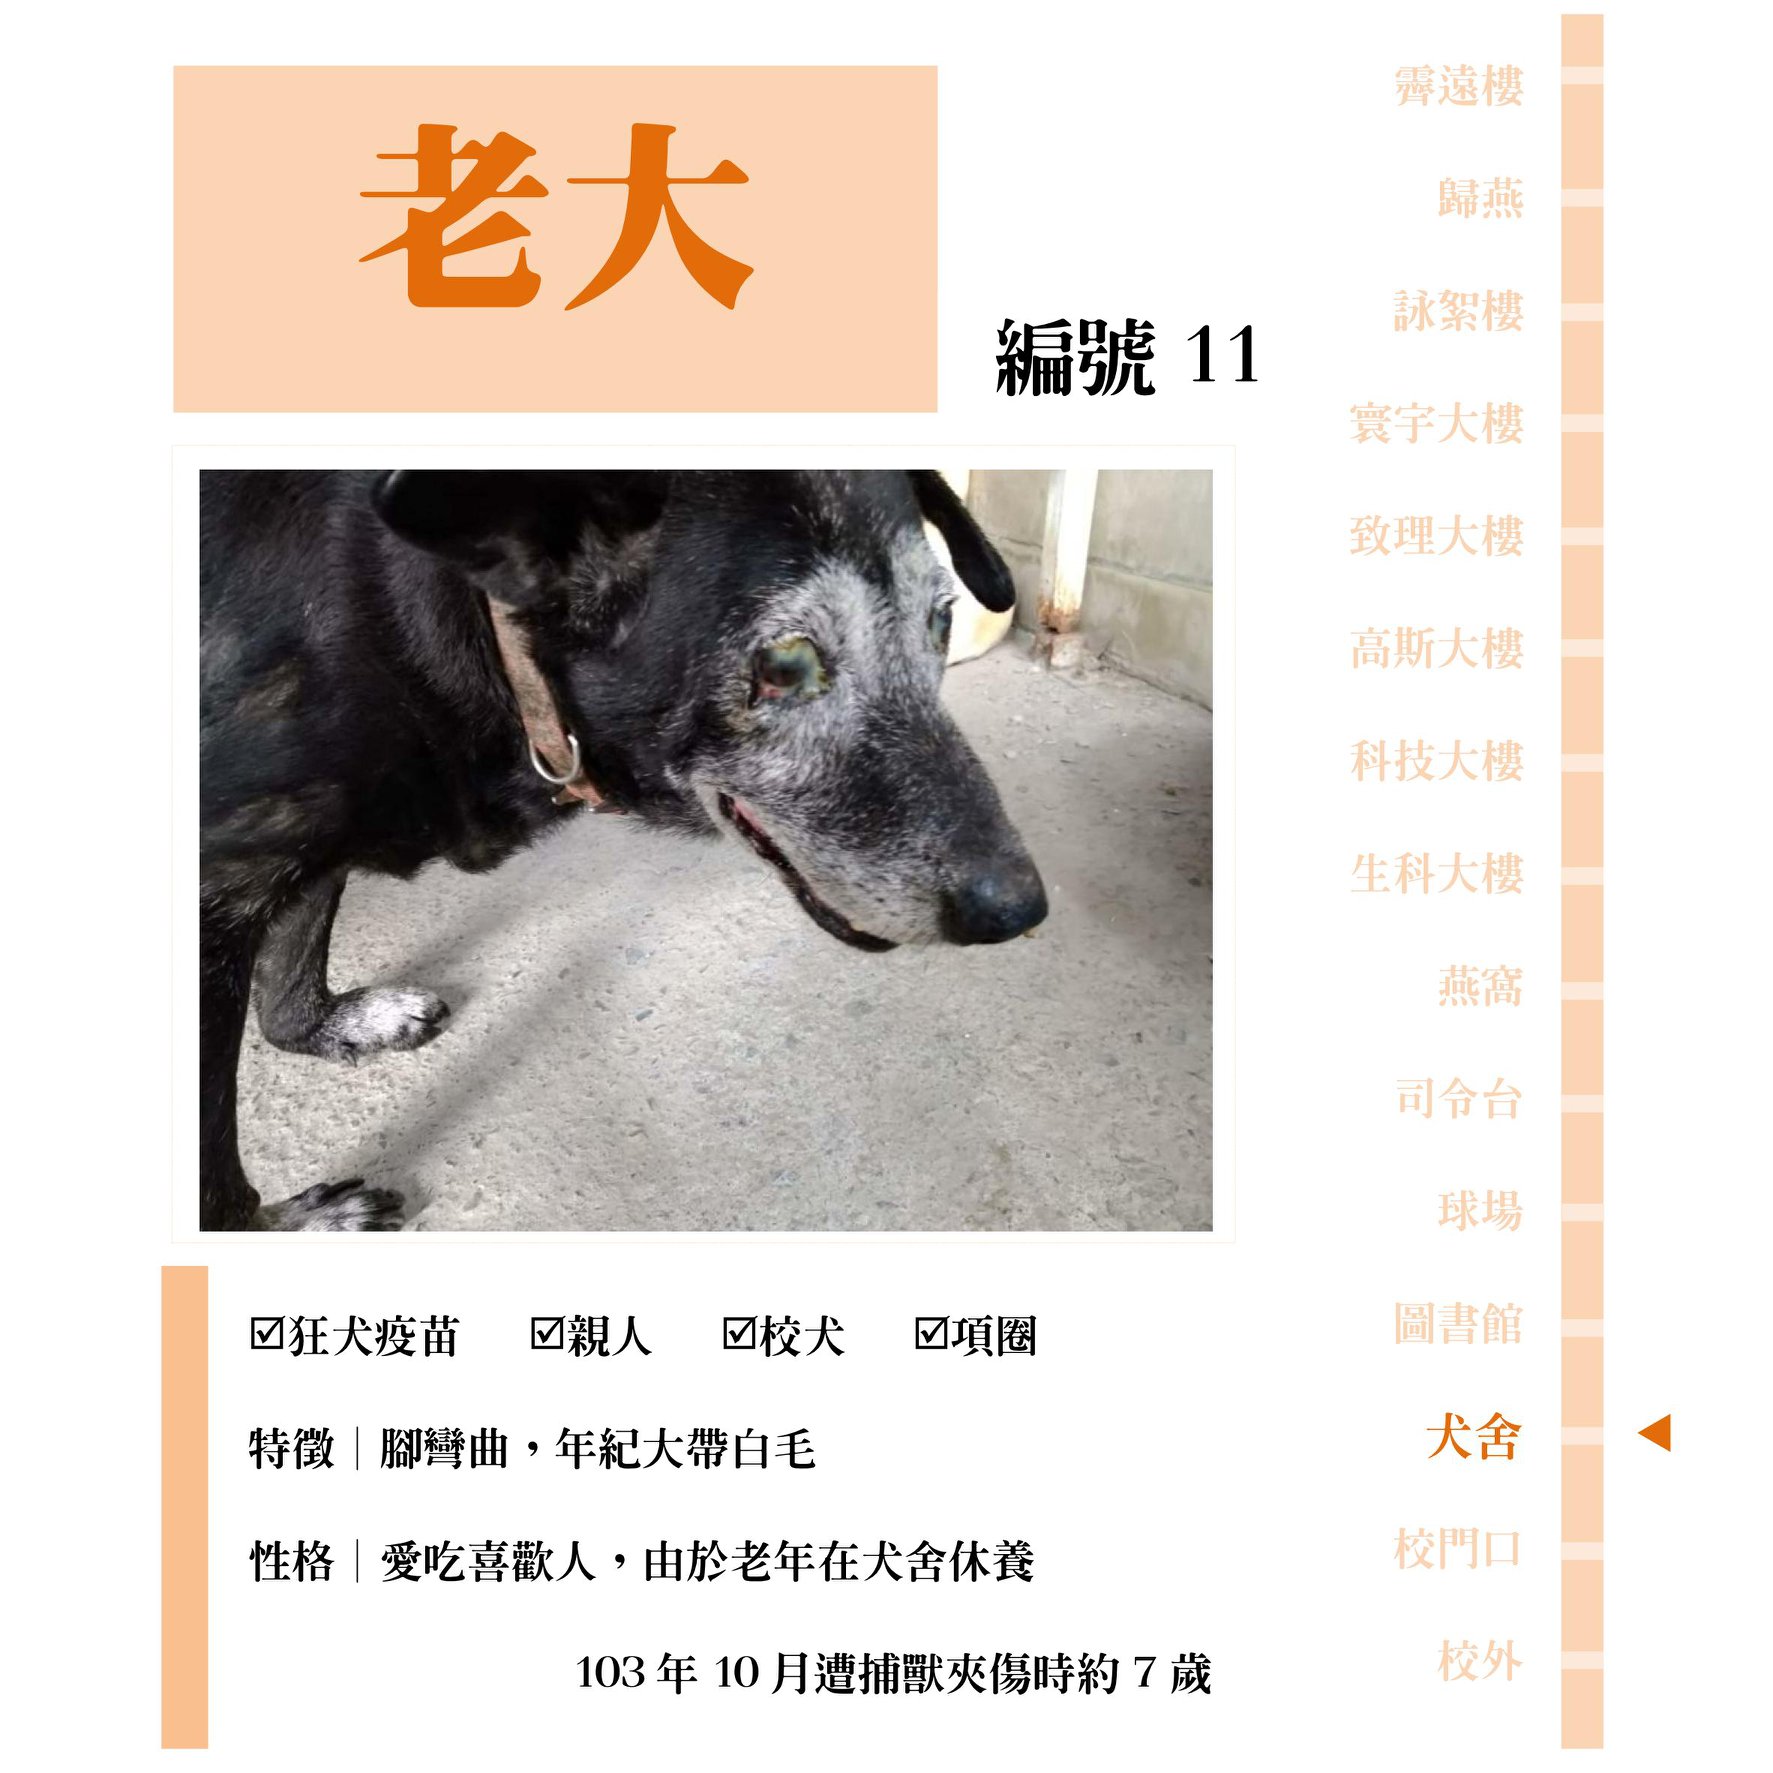 老大
編號 11
霽遠樓
歸燕
詠絮樓
寰宇大樓
致理大樓
高斯大樓
科技大樓
生科大樓
燕窩
司令台
球場
圖書館
犬舍
校門口
校外
☑狂犬疫苗 ☑親人 ☑校犬 ☑項圈
特徵｜腳彎曲，年紀大帶白毛
性格｜愛吃喜歡人，由於老年在犬舍休養
103 年 10 月遭捕獸夾傷時約 7 歲